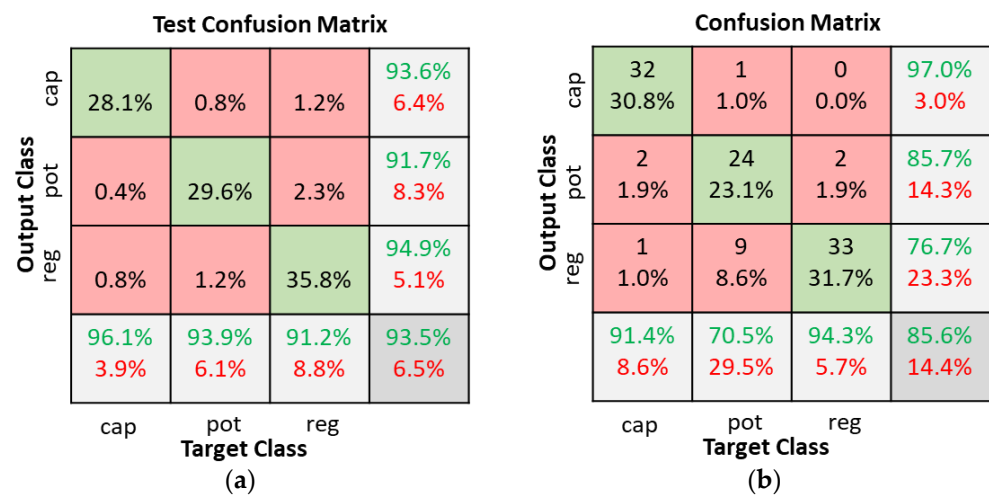 Test Confusion Matrix
cap
28.1%
0.8%
1.2%
93.6%
6.4%
Output Class
pot
0.4%
29.6%
2.3%
91.7%
8.3%
reg
0.8%
1.2%
35.8%
94.9%
5.1%
96.1%
3.9%
93.9%
6.1%
91.2%
8.8%
93.5%
6.5%
cap
pot
reg
Target Class
(a)
Confusion Matrix
cap
32
30.8%
1
1.0%
0
0.0%
97.0%
3.0%
Output Class
pot
2
1.9%
24
23.1%
2
1.9%
85.7%
14.3%
reg
1
1.0%
9
8.6%
33
31.7%
76.7%
23.3%
91.4%
8.6%
70.5%
29.5%
94.3%
5.7%
85.6%
14.4%
cap
pot
reg
Target Class
(b)